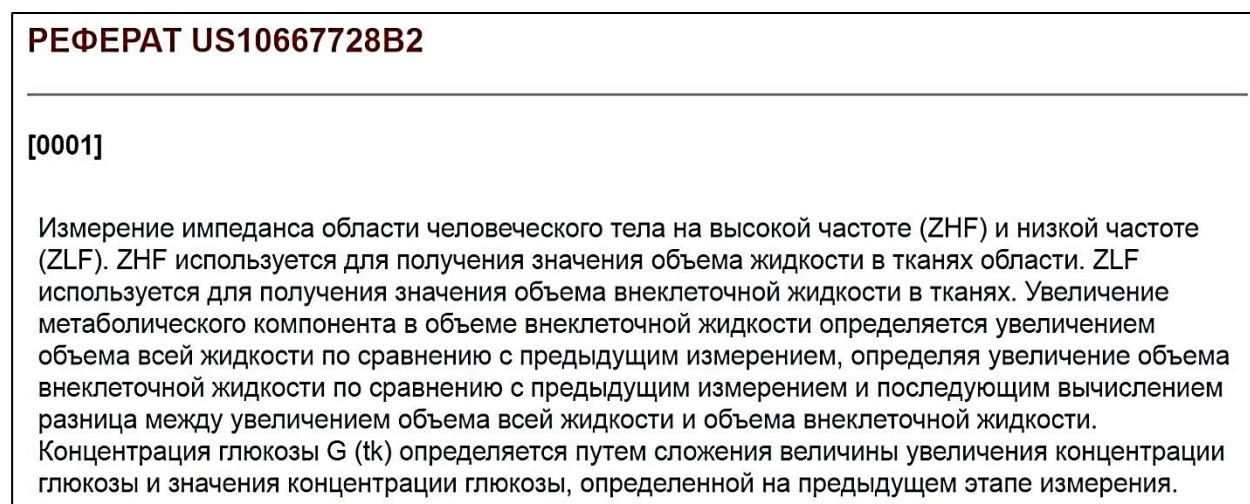 РЕФЕРАТ US10667728B2
[0001]
Измерение импеданса области человеческого тела на высокой частоте (ZHF) и низкой частоте
(ZLF). ZHF используется для получения значения объема жидкости в тканях области. ZLF
используется для получения значения объема внеклеточной жидкости в тканях. Увеличение
метаболического компонента в объеме внеклеточной жидкости определяется увеличением
объема всей жидкости по сравнению с предыдущим измерением, определяя увеличение объема
внеклеточной жидкости по сравнению с предыдущим измерением и последующим вычислением
разница между увеличением объема всей жидкости и объема внеклеточной жидкости.
Концентрация глюкозы G (tk) определяется путем сложения величины увеличения концентрации
глюкозы и значения концентрации глюкозы, определенной на предыдущем этапе измерения.